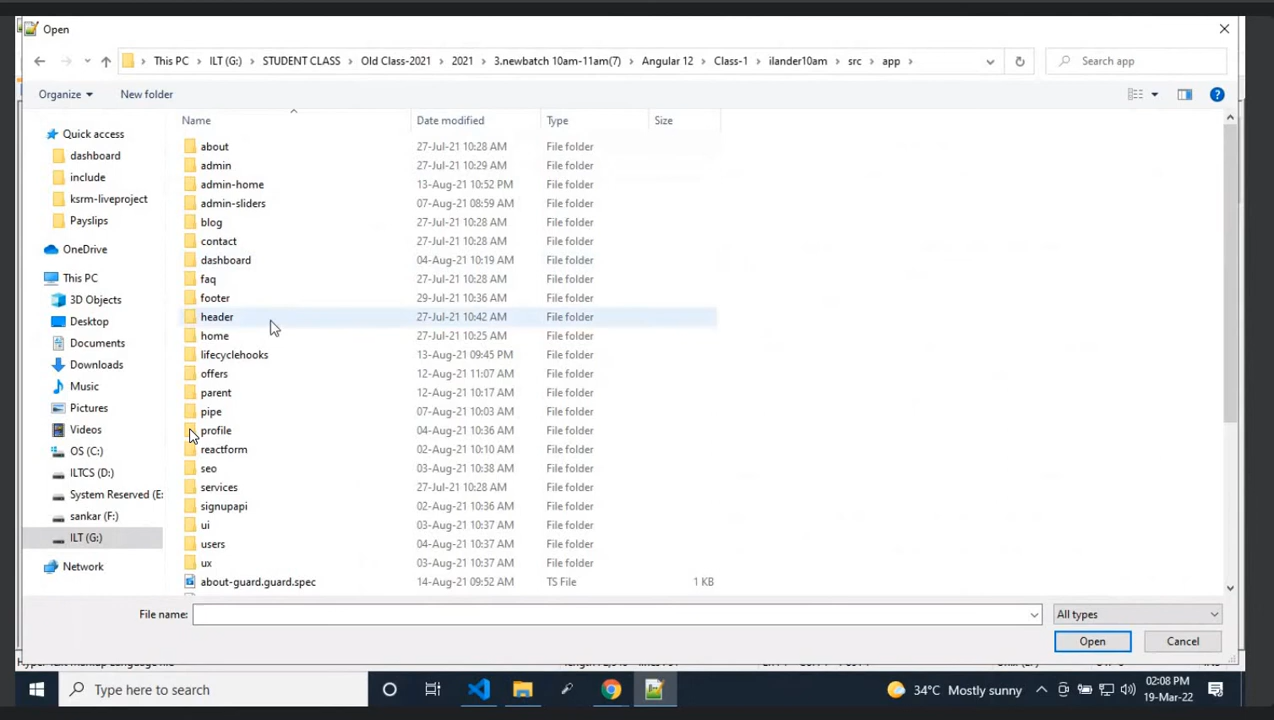 Open
This PC > ILT (G:) > STUDENT CLASS > Old Class-2021 > 2021 > 3.newbatch 10am-11am(7) > Angular 12 > Class-1 > ilander10am > src > app >
Search app
Organize
New folder
Name Date modified Type Size
Quick access
dashboard
include
ksrm-liveproject
Payslips
OneDrive
This PC
3D Objects
Desktop
Documents
Downloads
Music
Pictures
Videos
OS (C:)
ILTCS (D:)
System Reserved (E:
sankar (F:)
ILT (G:)
Network
about 27-Jul-21 10:28 AM File folder
admin 27-Jul-21 10:29 AM File folder
admin-home 13-Aug-21 10:52 PM File folder
admin-sliders 07-Aug-21 08:59 AM File folder
blog 27-Jul-21 10:28 AM File folder
contact 27-Jul-21 10:28 AM File folder
dashboard 04-Aug-21 10:19 AM File folder
faq 27-Jul-21 10:28 AM File folder
footer 29-Jul-21 10:36 AM File folder
header 27-Jul-21 10:42 AM File folder
home 27-Jul-21 10:25 AM File folder
lifecyclehooks 13-Aug-21 09:45 PM File folder
offers 12-Aug-21 11:07 AM File folder
parent 12-Aug-21 10:17 AM File folder
pipe 07-Aug-21 10:03 AM File folder
profile 04-Aug-21 10:36 AM File folder
reactform 02-Aug-21 10:10 AM File folder
seo 03-Aug-21 10:38 AM File folder
services 27-Jul-21 10:28 AM File folder
signupapi 02-Aug-21 10:36 AM File folder
ui 03-Aug-21 10:37 AM File folder
users 04-Aug-21 10:37 AM File folder
ux 03-Aug-21 10:37 AM File folder
about-guard.guard.spec 14-Aug-21 09:52 AM TS File 1 KB
File name:
All types
Open
Cancel
Type here to search
34°C Mostly sunny
02:08 PM
19-Mar-22